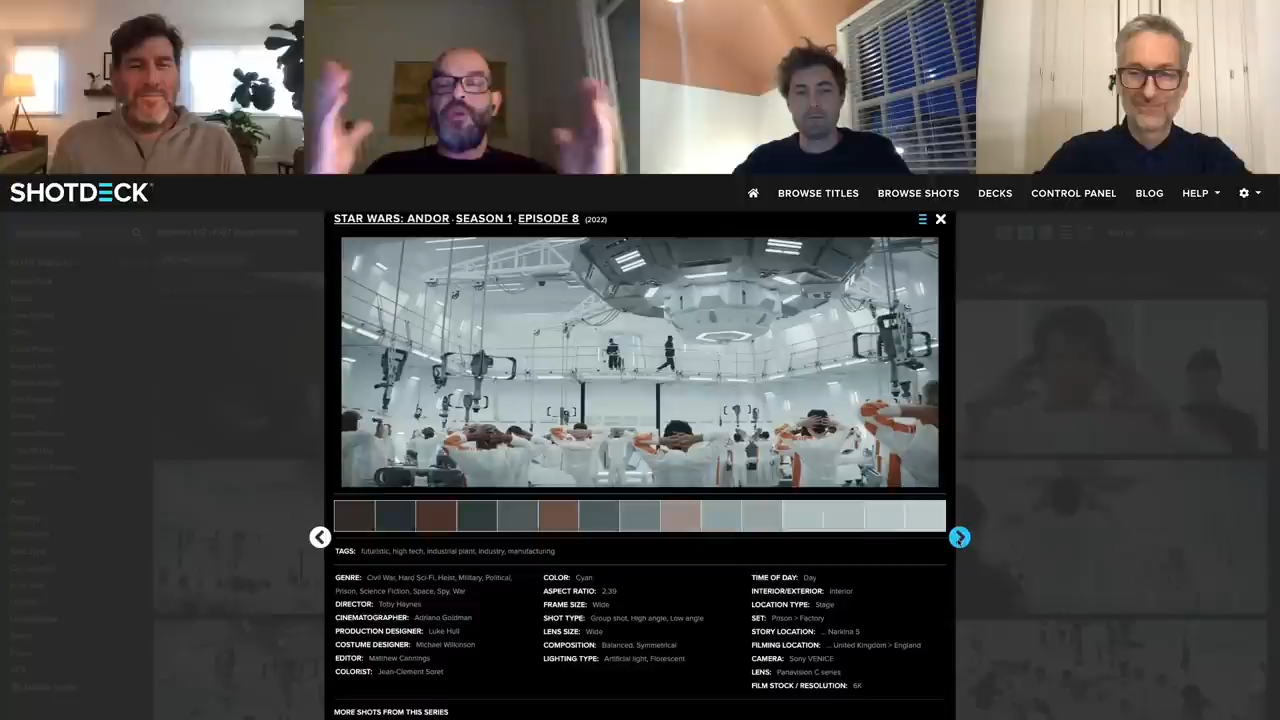 SHOTDECK
BROWSE TITLES BROWSE SHOTS DECKS CONTROL PANEL BLOG HELP
STAR WARS: ANDOR · SEASON 1 · EPISODE 8 (2022)
TAGS: futuristic, high tech, industrial plant, industry, manufacturing
GENRE: Civil War, Hard Sci-Fi, Heist, Military, Political,
Prison, Science Fiction, Space, Spy, War
DIRECTOR: Toby Haynes
CINEMATOGRAPHER: Adriano Goldman
PRODUCTION DESIGNER: Luke Hull
COSTUME DESIGNER: Michael Wilkinson
EDITOR: Matthew Cannings
COLORIST: Jean-Clement Soret
COLOR: Cyan
ASPECT RATIO: 2.39
FRAME SIZE: Wide
SHOT TYPE: Group shot, High angle, Low angle
LENS SIZE: Wide
COMPOSITION: Balanced, Symmetrical
LIGHTING TYPE: Artificial light, Florescent
TIME OF DAY: Day
INTERIOR/EXTERIOR: Interior
LOCATION TYPE: Stage
SET: Prison > Factory
STORY LOCATION: ... Narkina 5
FILMING LOCATION: ... United Kingdom > England
CAMERA: Sony VENICE
LENS: Panavision C series
FILM STOCK / RESOLUTION: 6K
MORE SHOTS FROM THIS SERIES